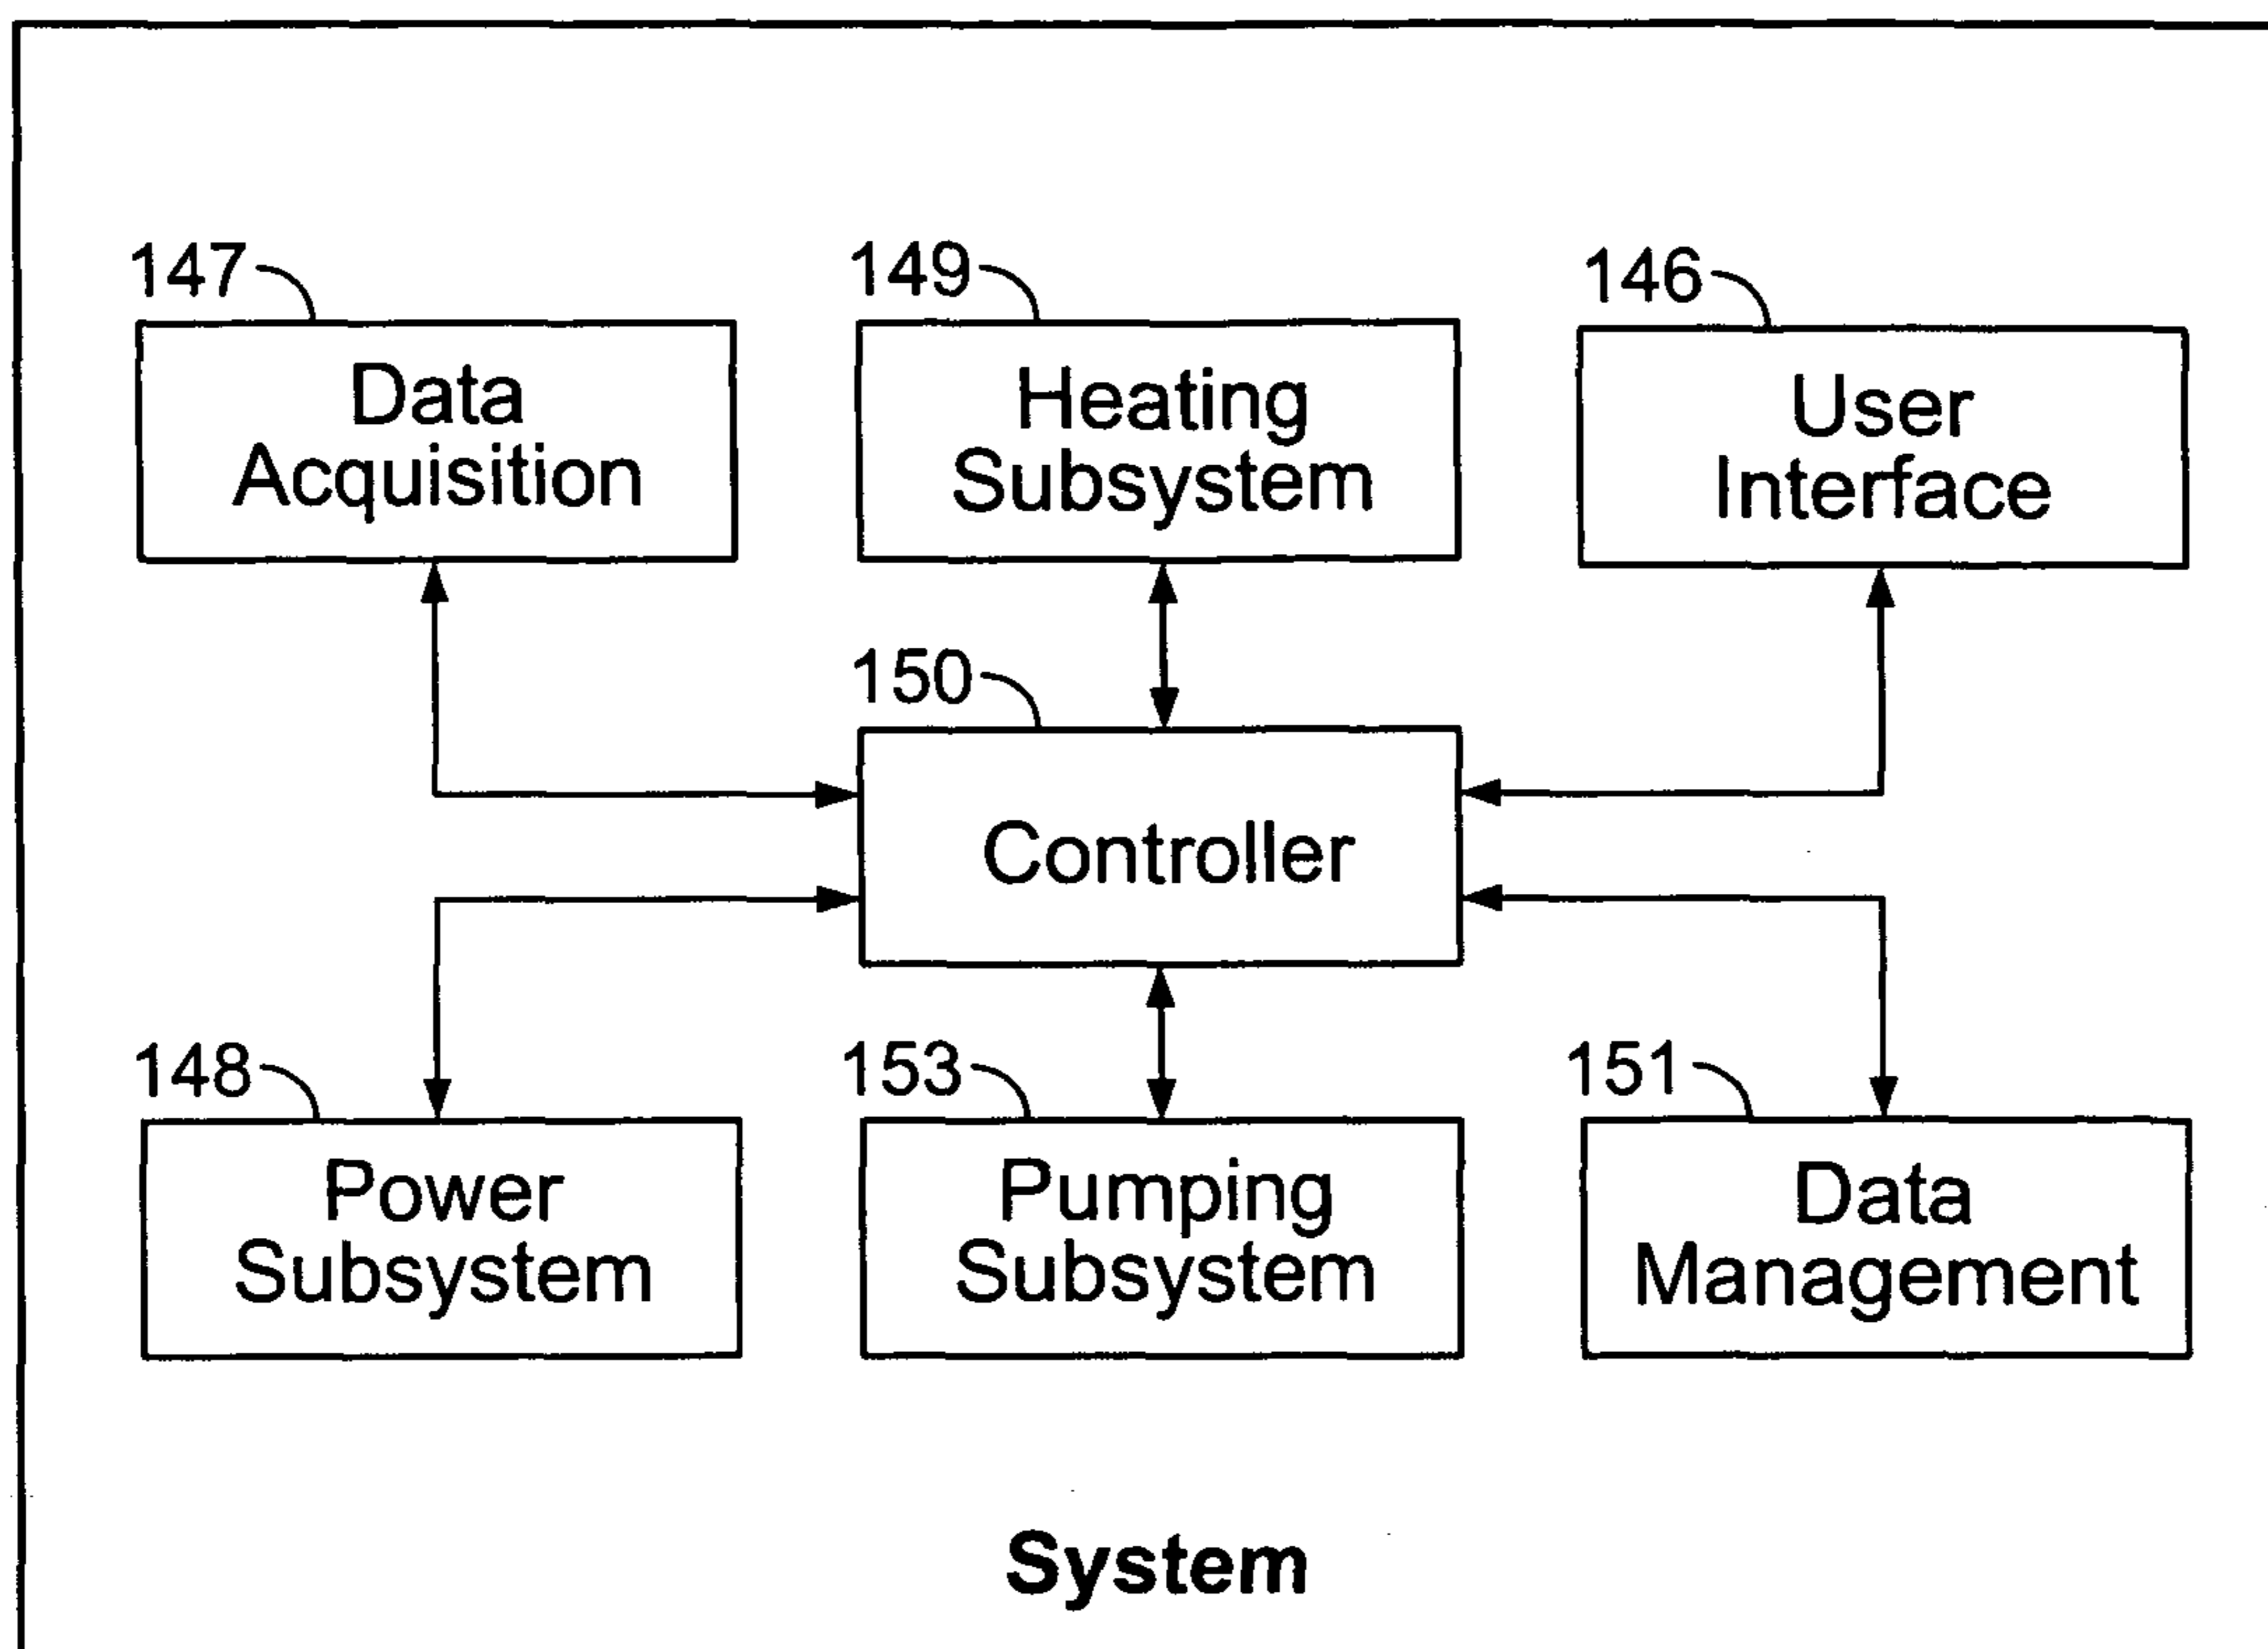 147
149
146
Data
Acquisition
Heating
Subsystem
User
Interface
150
Controller
148
153
151
Power
Subsystem
Pumping
Subsystem
Data
Management
System